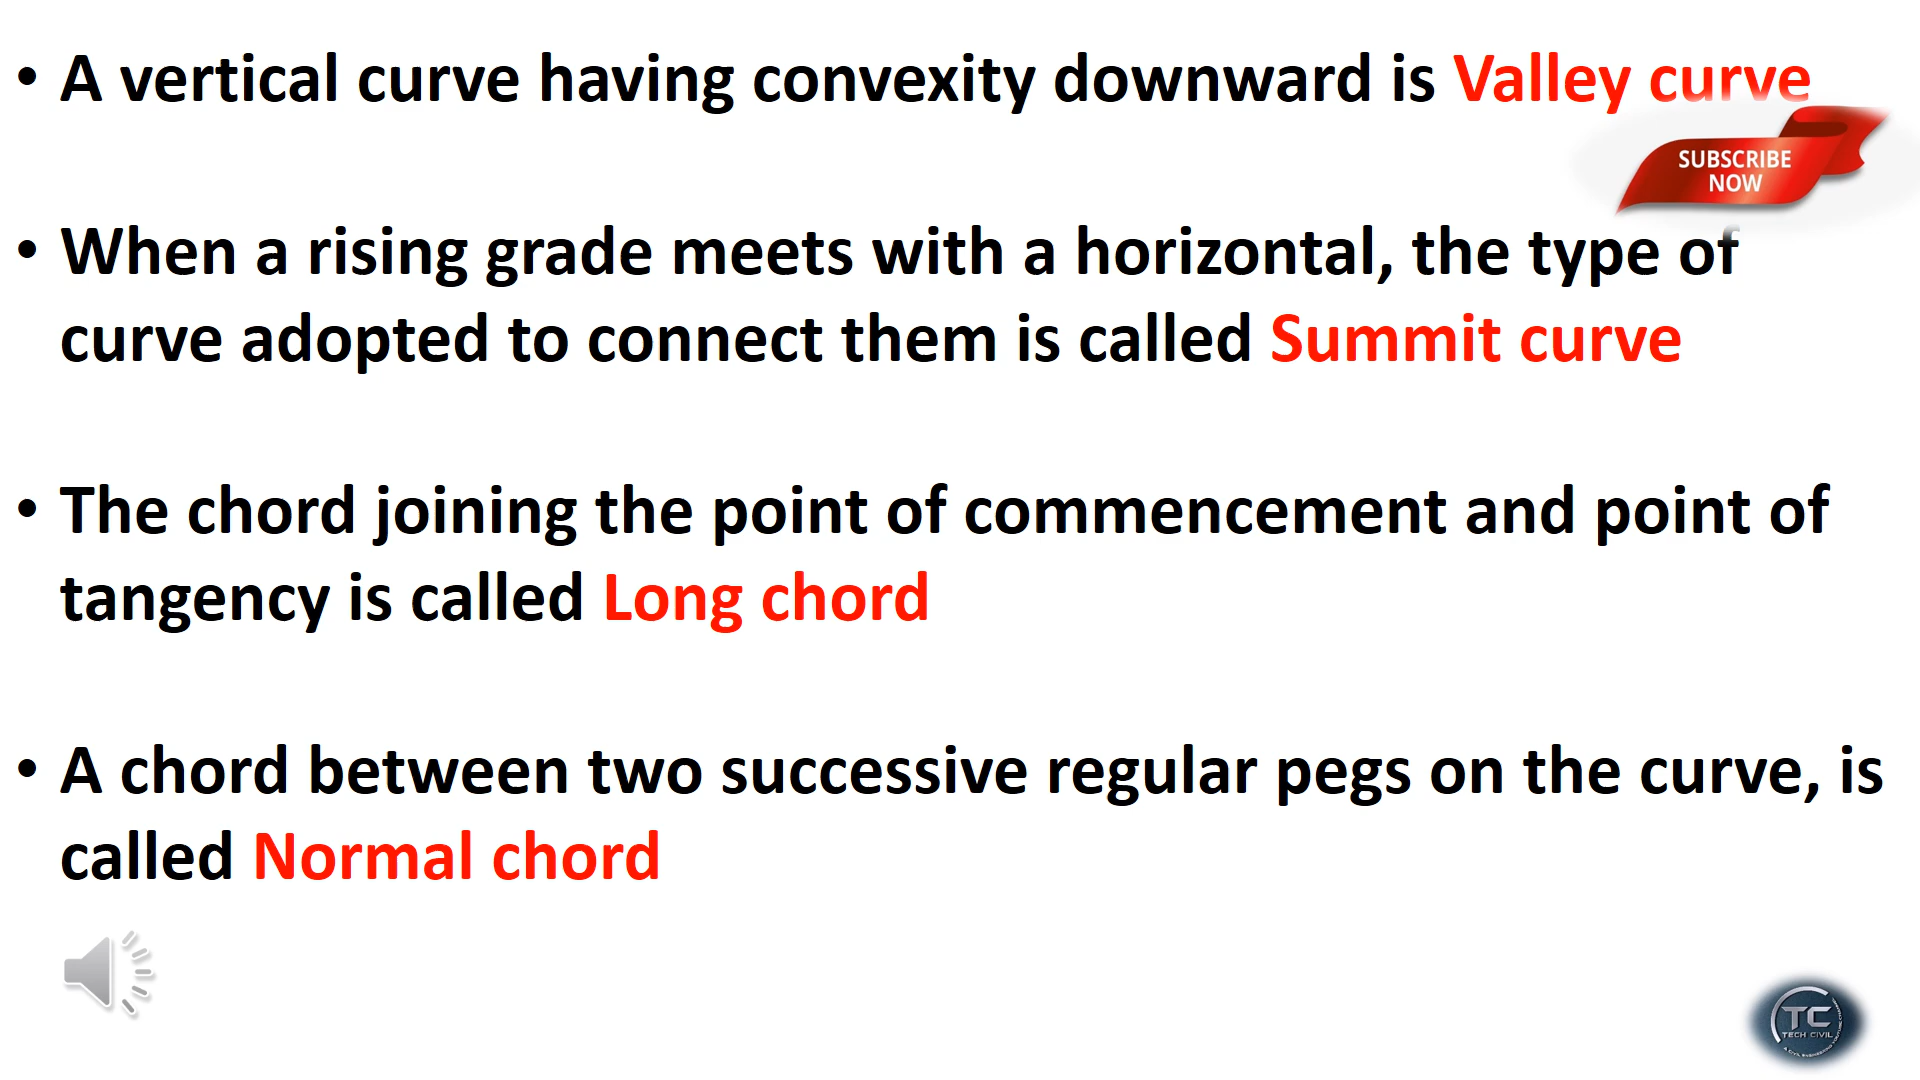 • A vertical curve having convexity downward is Valley curve
SUBSCRIBE
NOW
• When a rising grade meets with a horizontal, the type of
curve adopted to connect them is called Summit curve
• The chord joining the point of commencement and point of
tangency is called Long chord
• A chord between two successive regular pegs on the curve, is
called Normal chord
TC
TECH CIVIL